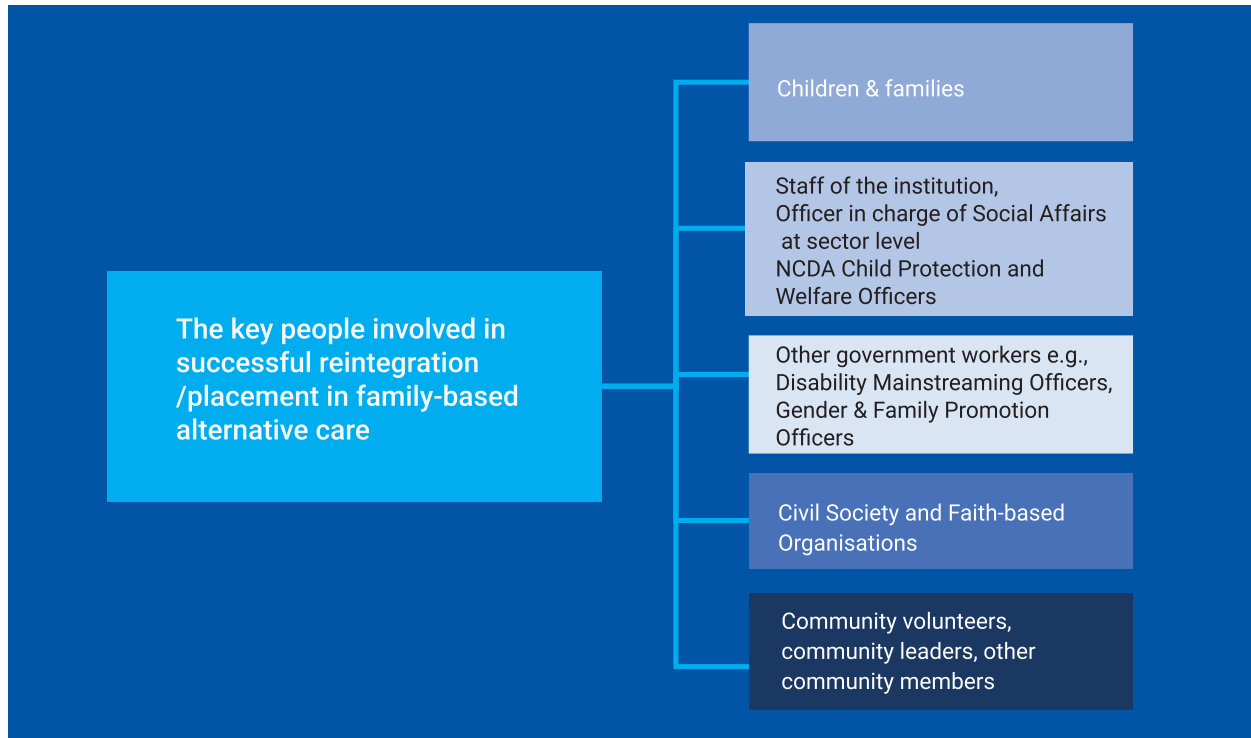 The key people involved in
successful reintegration
/placement in family-based
alternative care
Children & families
Staff of the institution,
Officer in charge of Social Affairs
at sector level
NCDA Child Protection and
Welfare Officers
Other government workers e.g.,
Disability Mainstreaming Officers,
Gender & Family Promotion
Officers
Civil Society and Faith-based
Organisations
Community volunteers,
community leaders, other
community members